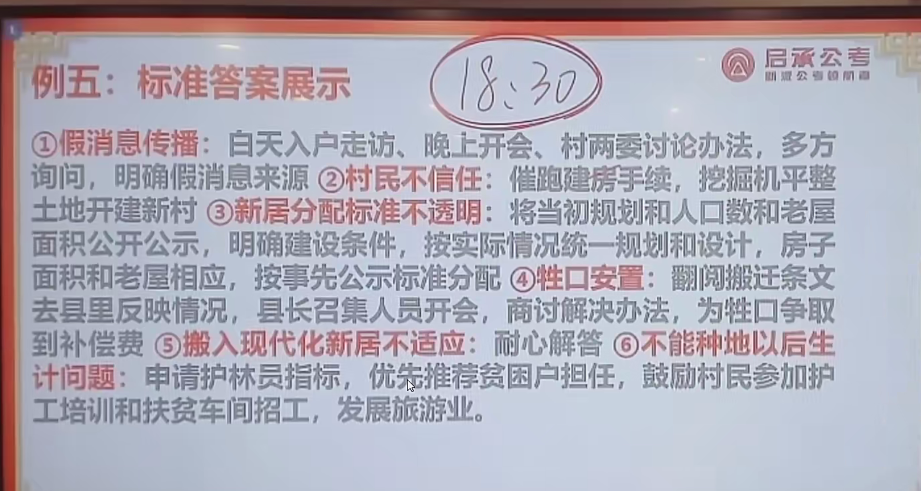 例五：标准答案展示
18:30
启承公考
浙派公考领航者
①假消息传播：白天入户走访、晚上开会、村两委讨论办法，多方
询问，明确假消息来源 ②村民不信任：催跑建房手续，挖掘机平整
土地开建新村 ③新居分配标准不透明：将当初规划和人口数和老屋
面积公开公示，明确建设条件，按实际情况统一规划和设计，房子
面积和老屋相应，按事先公示标准分配 ④牲口安置：翻阅搬迁条文
去县里反映情况，县长召集人员开会，商讨解决办法，为牲口争取
到补偿费 ⑤搬入现代化新居不适应：耐心解答 ⑥不能种地以后生
计问题：申请护林员指标，优先推荐贫困户担任，鼓励村民参加护
工培训和扶贫车间招工，发展旅游业。